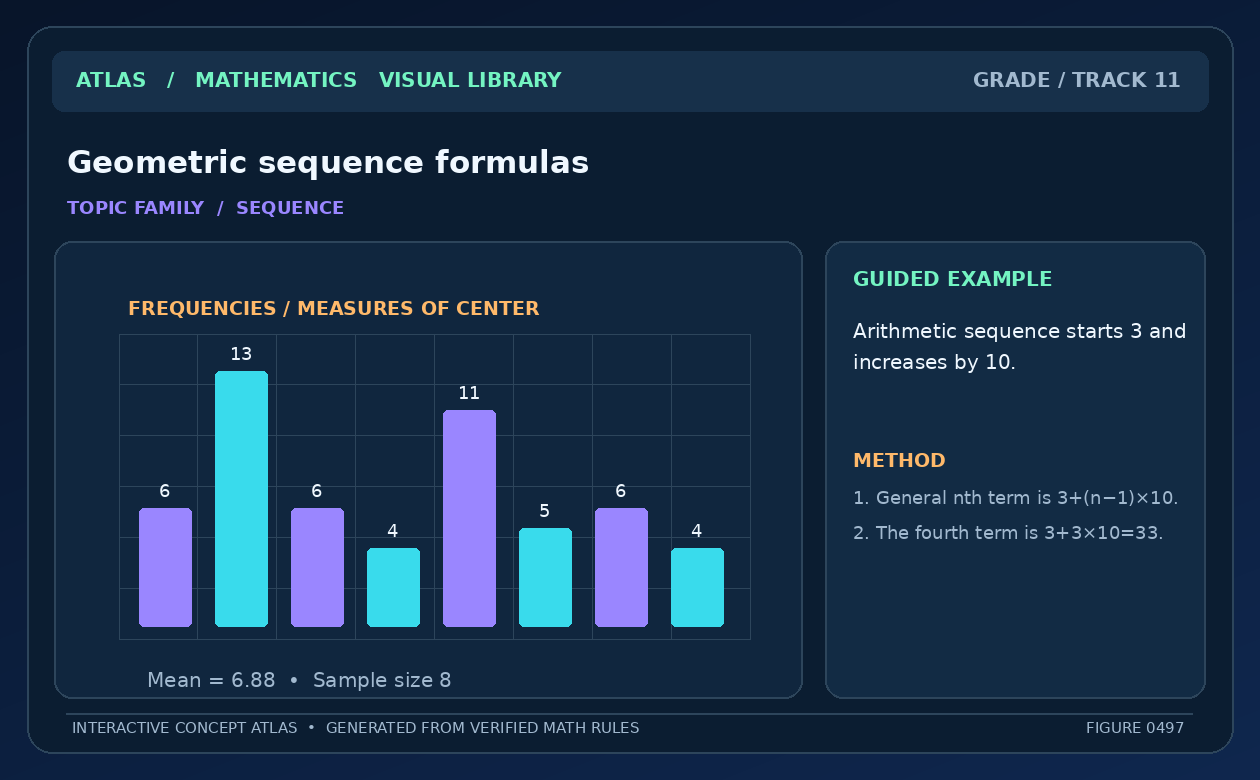 ATLAS / MATHEMATICS VISUAL LIBRARY
GRADE / TRACK 11
Geometric sequence formulas
TOPIC FAMILY / SEQUENCE
FREQUENCIES / MEASURES OF CENTER
6
13
6
4
11
5
6
4
Mean = 6.88 • Sample size 8
GUIDED EXAMPLE
Arithmetic sequence starts 3 and
increases by 10.
METHOD
1. General nth term is 3+(n−1)×10.
2. The fourth term is 3+3×10=33.
INTERACTIVE CONCEPT ATLAS • GENERATED FROM VERIFIED MATH RULES
FIGURE 0497